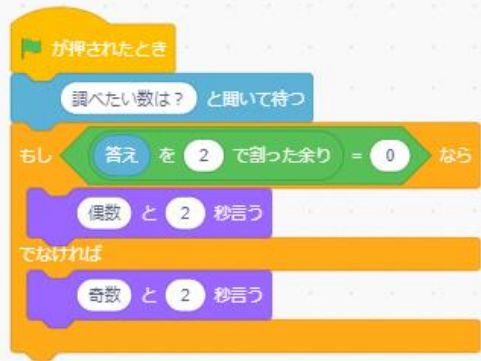 が押されたとき
調べたい数は? と聞いて待つ
もし 答え を 2 で割った余り = 0 なら
偶数 と 2 秒言う
でなければ
奇数 と 2 秒言う